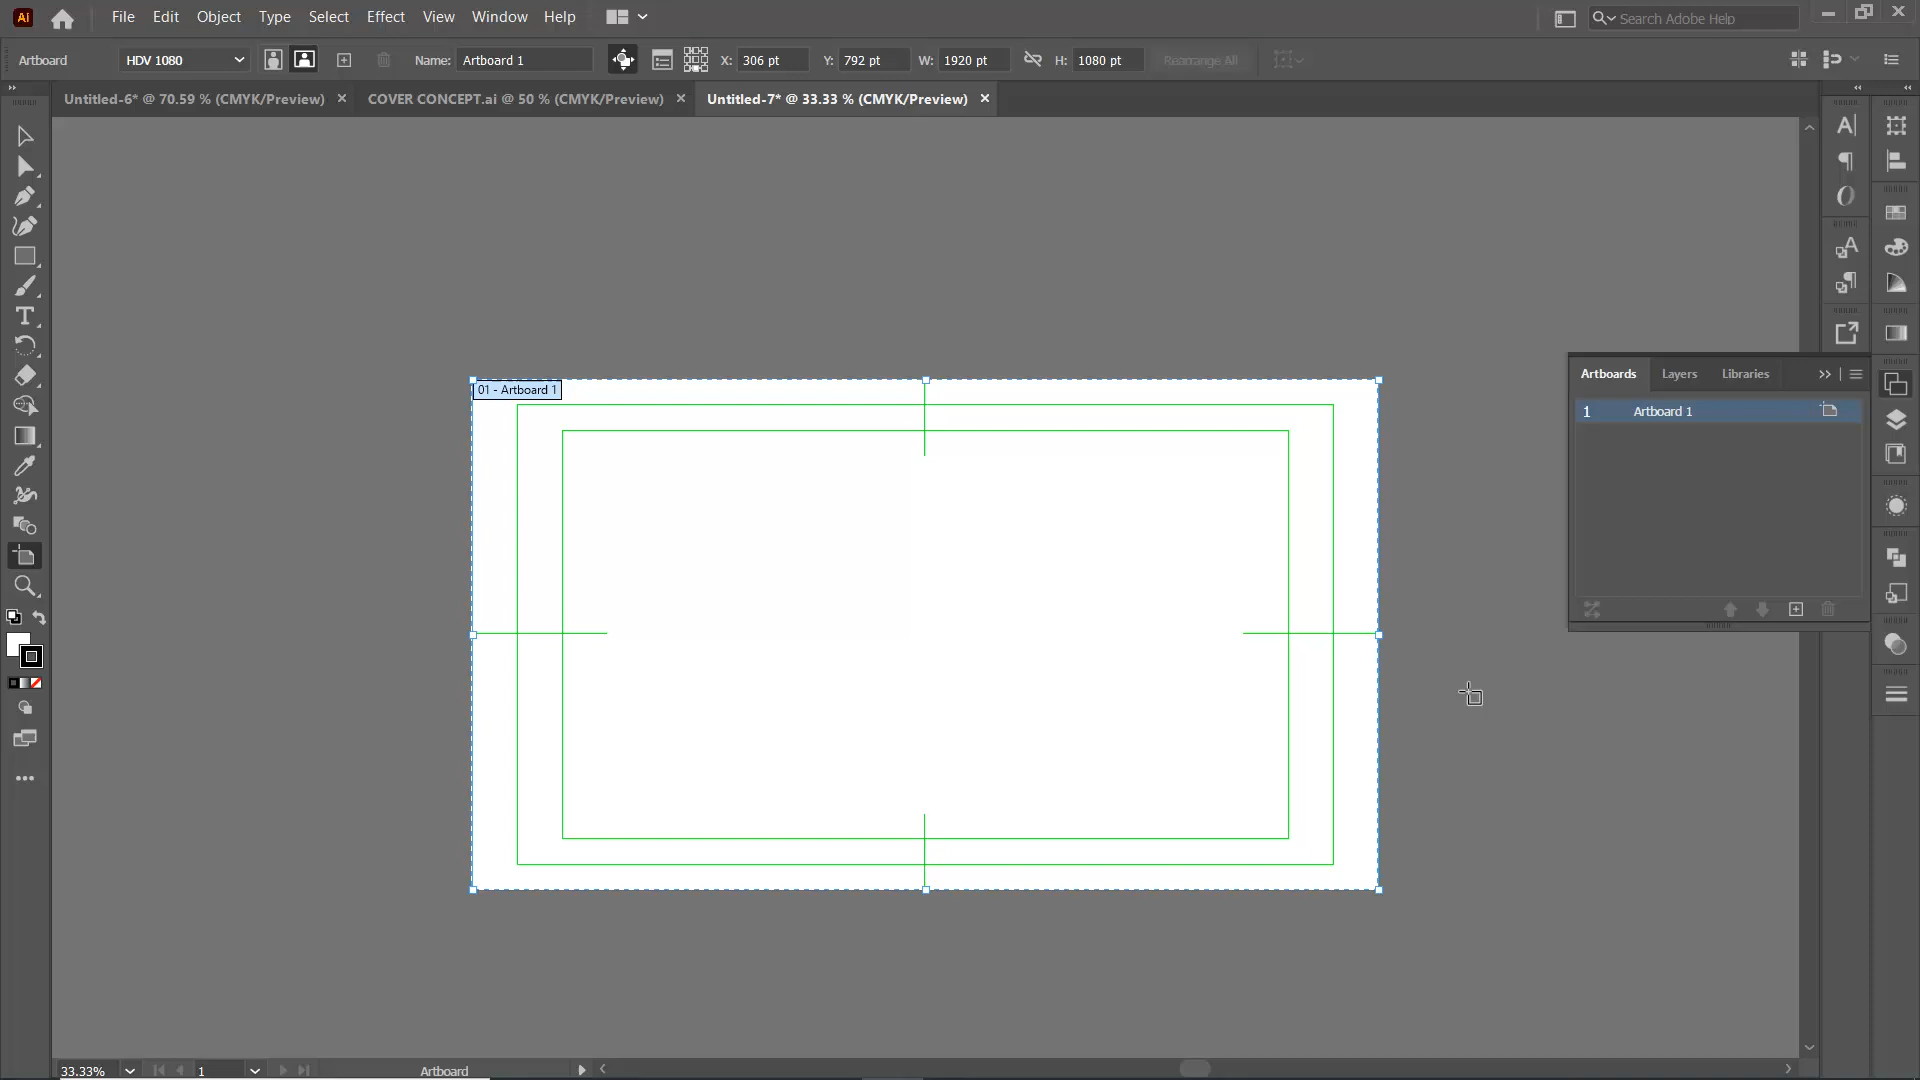 Ai File Edit Object Type Select Effect View Window Help Search Adobe Help
Artboard HDV 1080 Name: Artboard 1 X: 306 pt Y: 792 pt W: 1920 pt H: 1080 pt Rearrange All
Untitled-6* @ 70.59 % (CMYK/Preview) COVER CONCEPT.ai @ 50 % (CMYK/Preview) Untitled-7* @ 33.33 % (CMYK/Preview)
Artboards Layers Libraries
01 - Artboard 1
1 Artboard 1
33.33% 1 Artboard